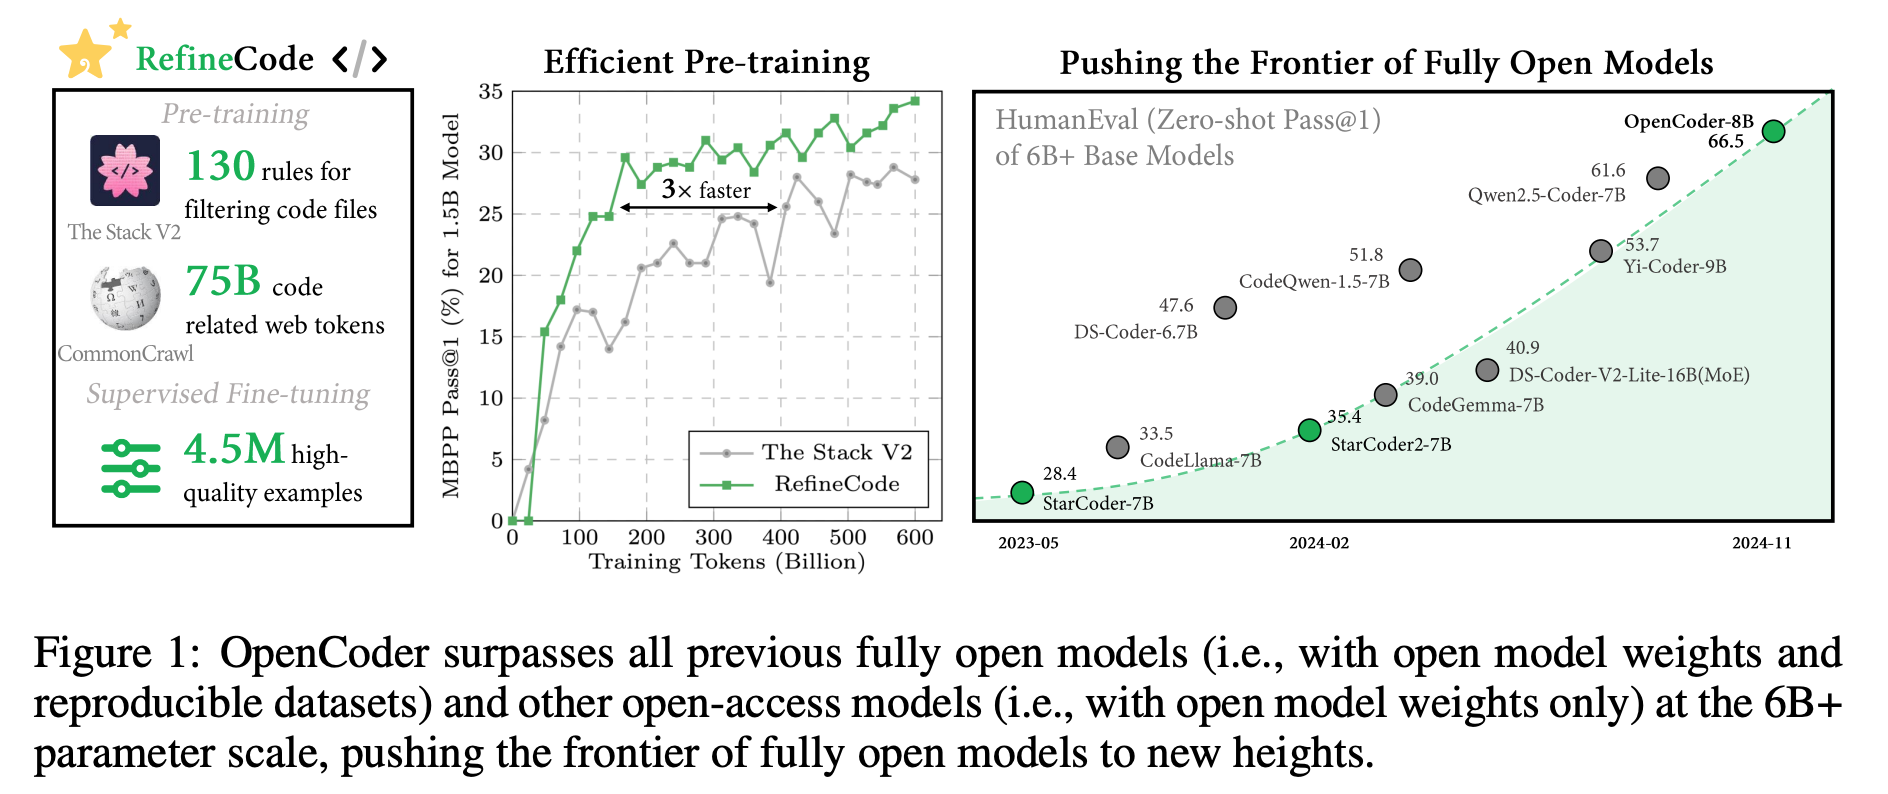 RefineCode </>
Pre-training
130 rules for
filtering code files
The Stack V2
75B code
related web tokens
CommonCrawl
Supervised Fine-tuning
4.5M high-
quality examples
Efficient Pre-training
MBPP Pass@1 (%) for 1.5B Model
35
30
25
20
15
10
5
0
3× faster
The Stack V2
RefineCode
0 100 200 300 400 500 600
Training Tokens (Billion)
Pushing the Frontier of Fully Open Models
HumanEval (Zero-shot Pass@1)
of 6B+ Base Models
OpenCoder-8B
66.5
61.6
Qwen2.5-Coder-7B
53.7
Yi-Coder-9B
51.8
CodeQwen-1.5-7B
47.6
DS-Coder-6.7B
40.9
DS-Coder-V2-Lite-16B(MoE)
39.0
CodeGemma-7B
35.4
StarCoder2-7B
33.5
CodeLlama-7B
28.4
StarCoder-7B
2023-05 2024-02 2024-11
Figure 1: OpenCoder surpasses all previous fully open models (i.e., with open model weights and
reproducible datasets) and other open-access models (i.e., with open model weights only) at the 6B+
parameter scale, pushing the frontier of fully open models to new heights.